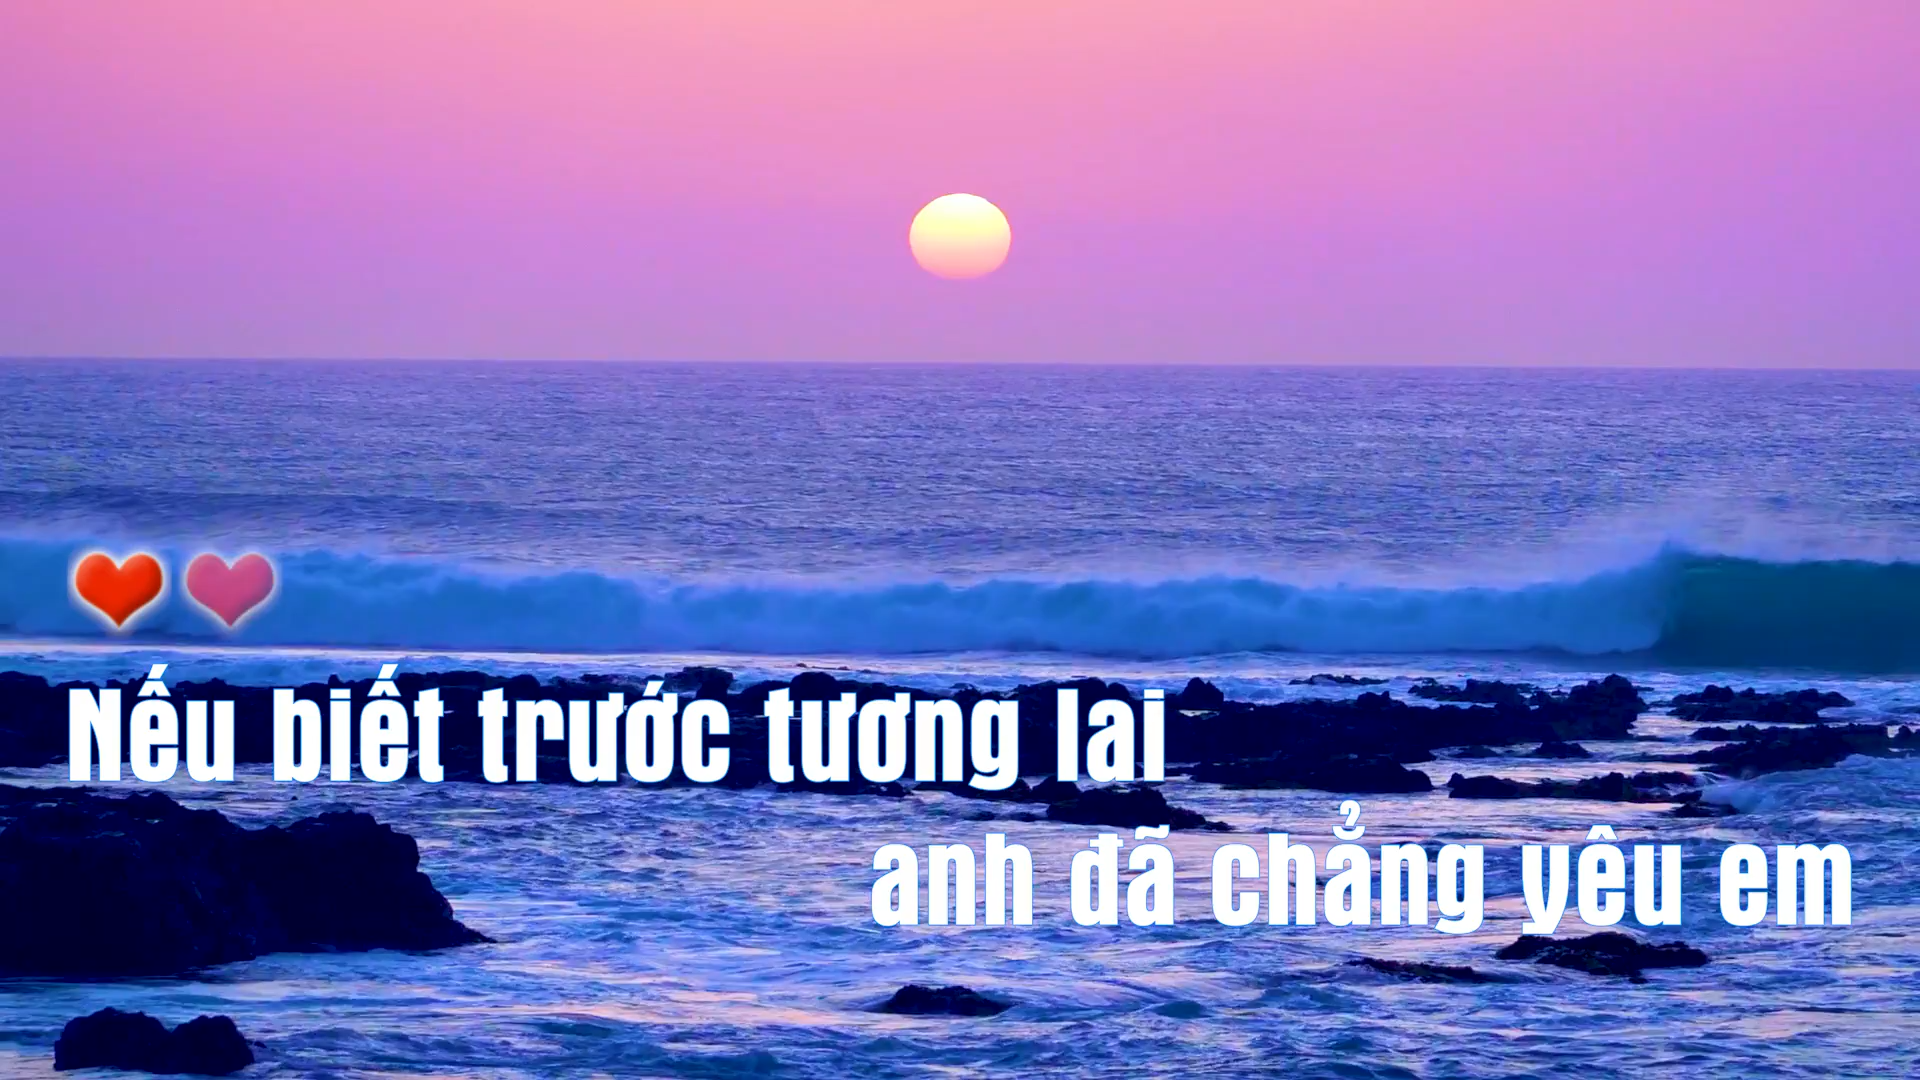 Nếu biết trước tương lai
anh đã chẳng yêu em